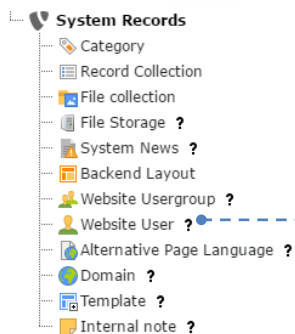 System Records
Category
Record Collection
File collection
File Storage ?
System News ?
Backend Layout
Website Usergroup ?
Website User ?
Alternative Page Language ?
Domain ?
Template ?
Internal note ?